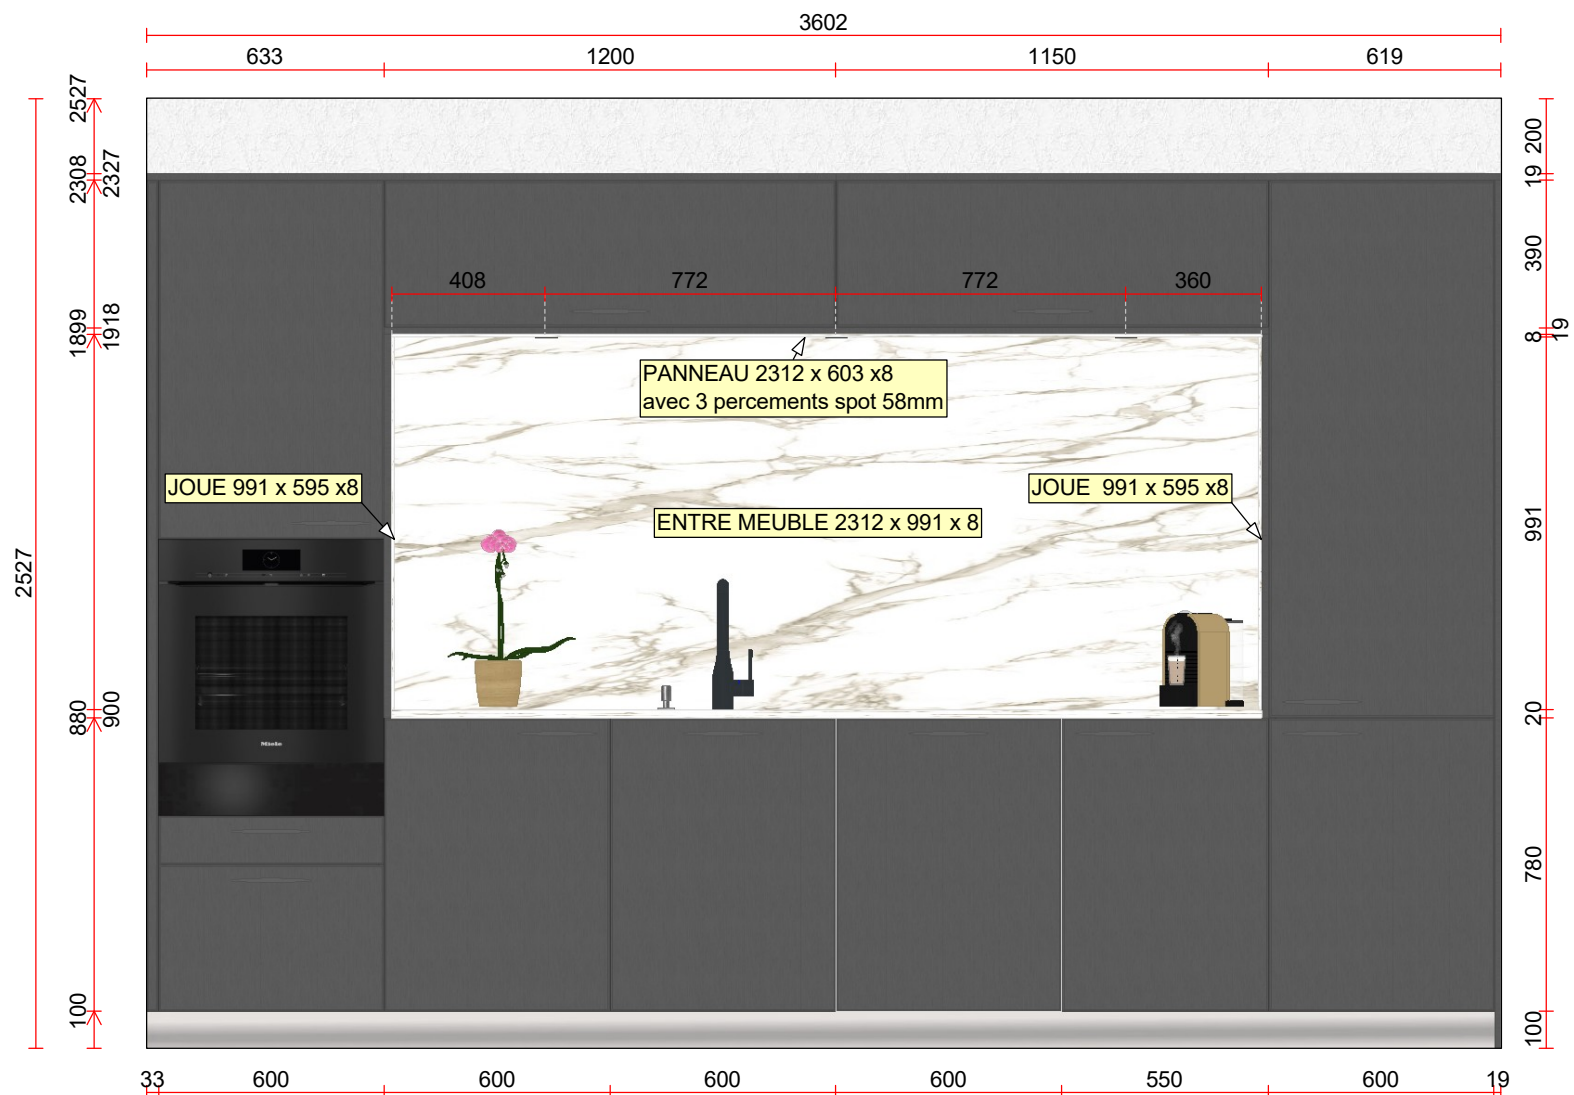 3602
633 1200 1150 619
2527
2308 2327
200
19
390
408 772 772 360
1899 1918
8 19
PANNEAU 2312 x 603 x8
avec 3 percements spot 58mm
JOUE 991 x 595 x8
JOUE 991 x 595 x8
ENTRE MEUBLE 2312 x 991 x 8
991
2527
880 900
20
Miele
780
100
100
33 600 600 600 600 550 600 19